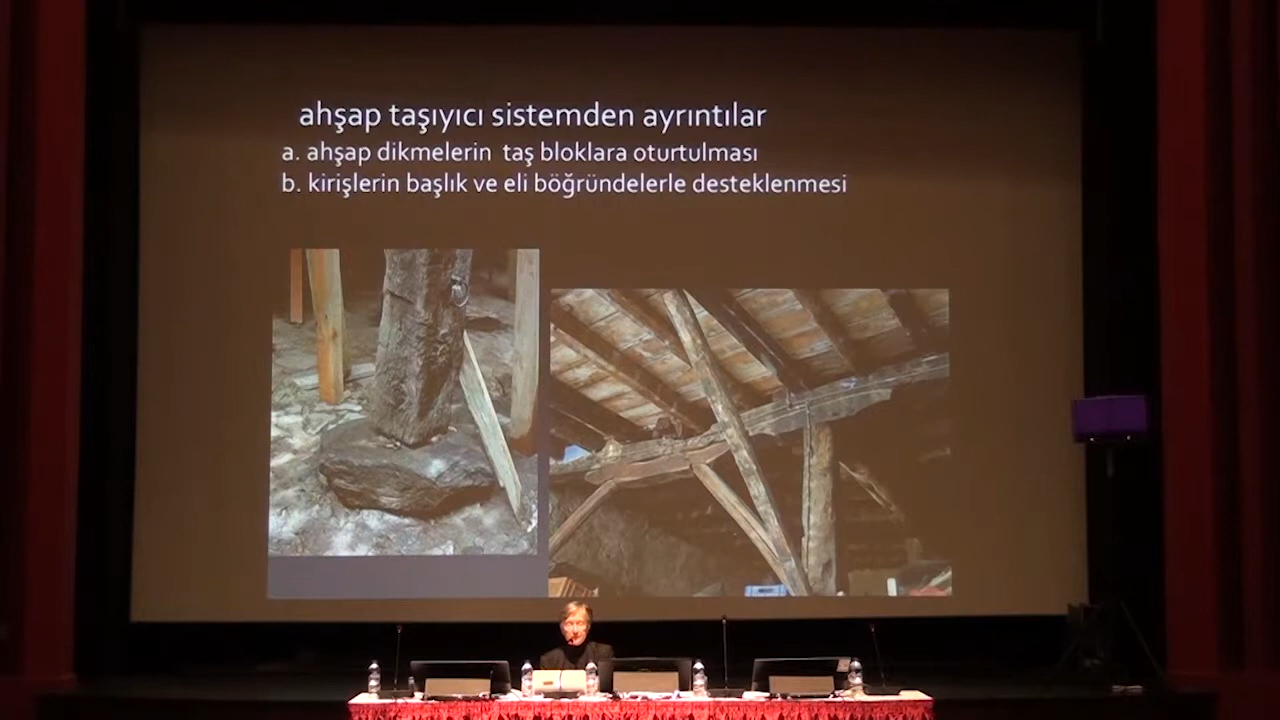 ahşap taşıyıcı sistemden ayrıntılar
a. ahşap dikmelerin taş bloklara oturtulması
b. kirişlerin başlık ve eli böğründelerle desteklenmesi